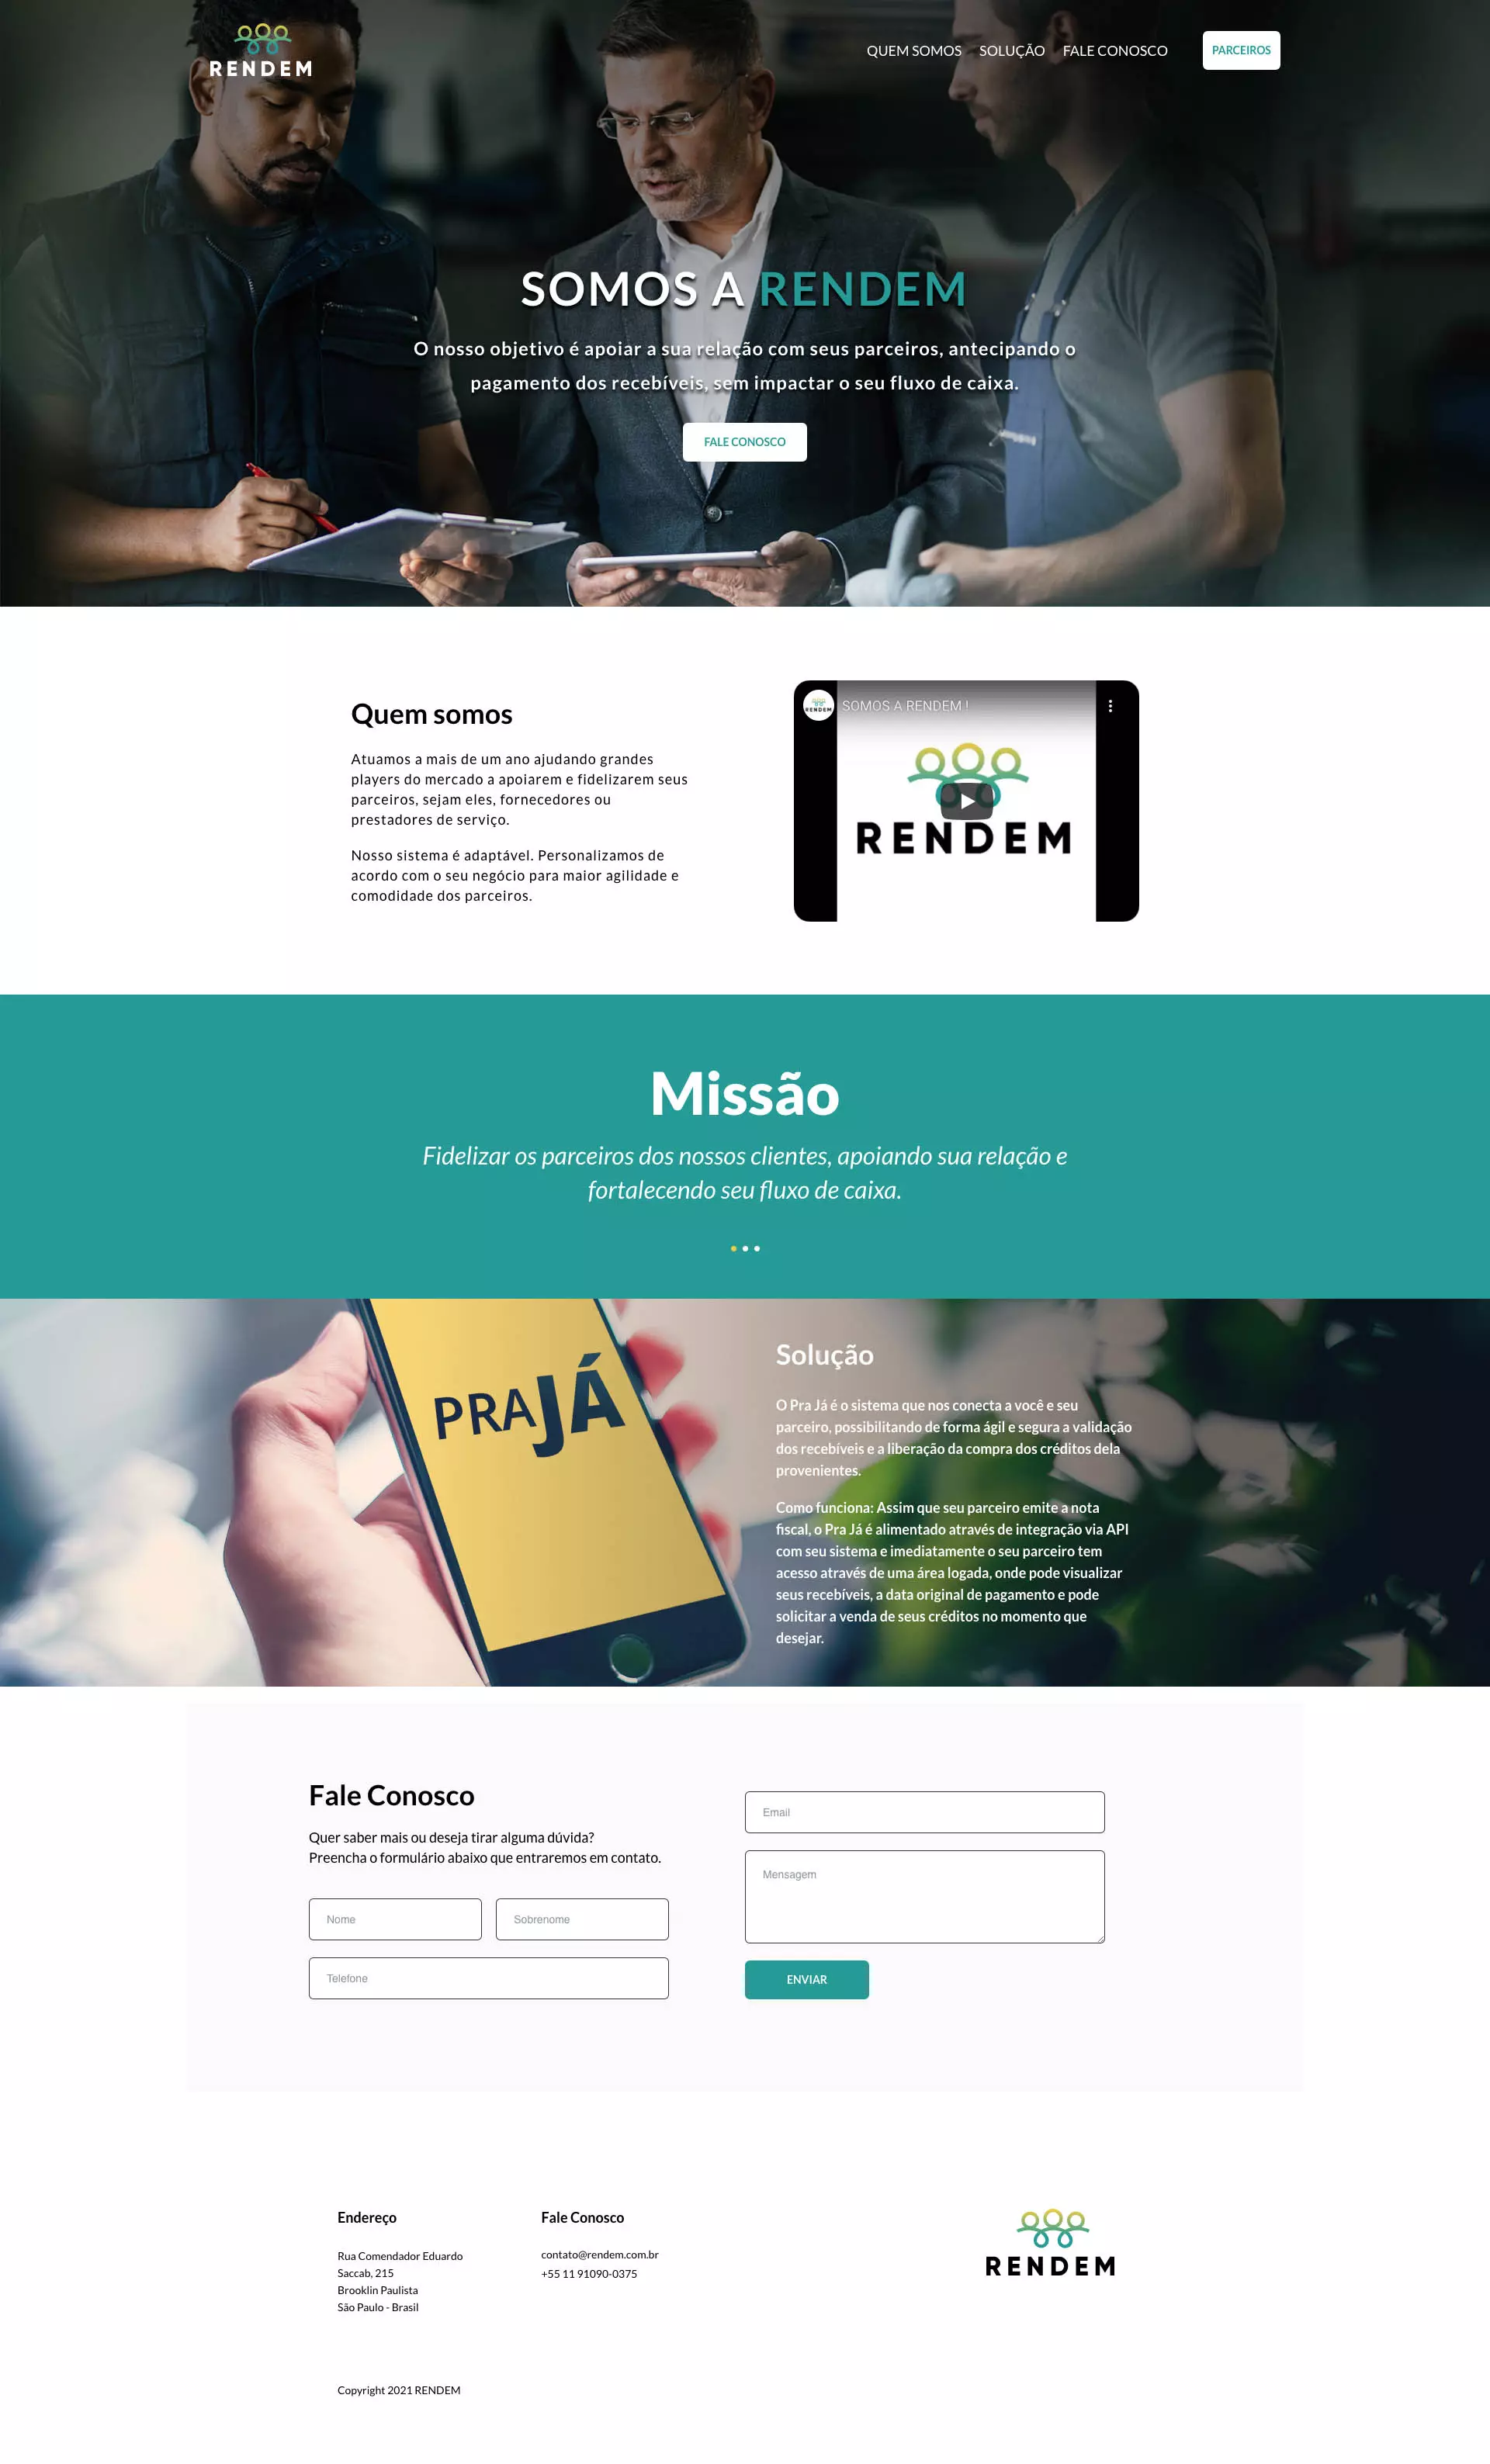 RENDEM
QUEM SOMOS SOLUÇÃO FALE CONOSCO PARCEIROS
SOMOS A RENDEM
O nosso objetivo é apoiar a sua relação com seus parceiros, antecipando o
pagamento dos recebíveis, sem impactar o seu fluxo de caixa.
FALE CONOSCO
Quem somos
Atuamos a mais de um ano ajudando grandes
players do mercado a apoiarem e fidelizarem seus
parceiros, sejam eles, fornecedores ou
prestadores de serviço.
Nosso sistema é adaptável. Personalizamos de
acordo com o seu negócio para maior agilidade e
comodidade dos parceiros.
RENDEM
SOMOS A RENDEM !
RENDEM
Missão
Fidelizar os parceiros dos nossos clientes, apoiando sua relação e
fortalecendo seu fluxo de caixa.
PRAJÁ
Solução
O Pra Já é o sistema que nos conecta a você e seu
parceiro, possibilitando de forma ágil e segura a validação
dos recebíveis e a liberação da compra dos créditos dela
provenientes.
Como funciona: Assim que seu parceiro emite a nota
fiscal, o Pra Já é alimentado através de integração via API
com seu sistema e imediatamente o seu parceiro tem
acesso através de uma área logada, onde pode visualizar
seus recebíveis, a data original de pagamento e pode
solicitar a venda de seus créditos no momento que
desejar.
Fale Conosco
Quer saber mais ou deseja tirar alguma dúvida?
Preencha o formulário abaixo que entraremos em contato.
Nome
Sobrenome
Telefone
Email
Mensagem
ENVIAR
Endereço
Rua Comendador Eduardo
Saccab, 215
Brooklin Paulista
São Paulo - Brasil
Fale Conosco
contato@rendem.com.br
+55 11 91090-0375
RENDEM
Copyright 2021 RENDEM